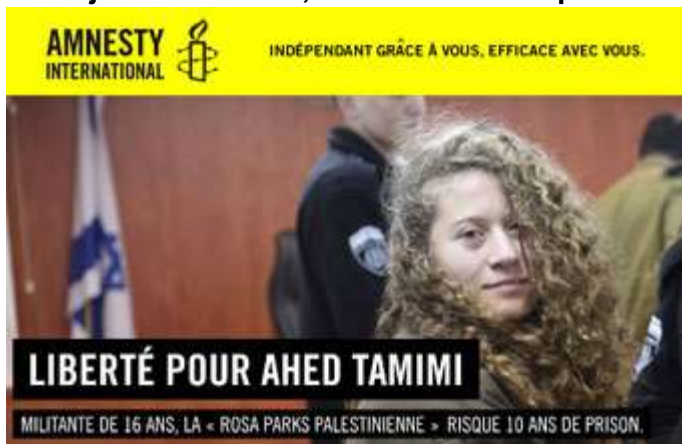 AMNESTY
INTERNATIONAL
INDÉPENDANT GRÂCE À VOUS, EFFICACE AVEC VOUS.
LIBERTÉ POUR AHED TAMIMI
MILITANTE DE 16 ANS, LA « ROSA PARKS PALESTINIENNE » RISQUE 10 ANS DE PRISON.